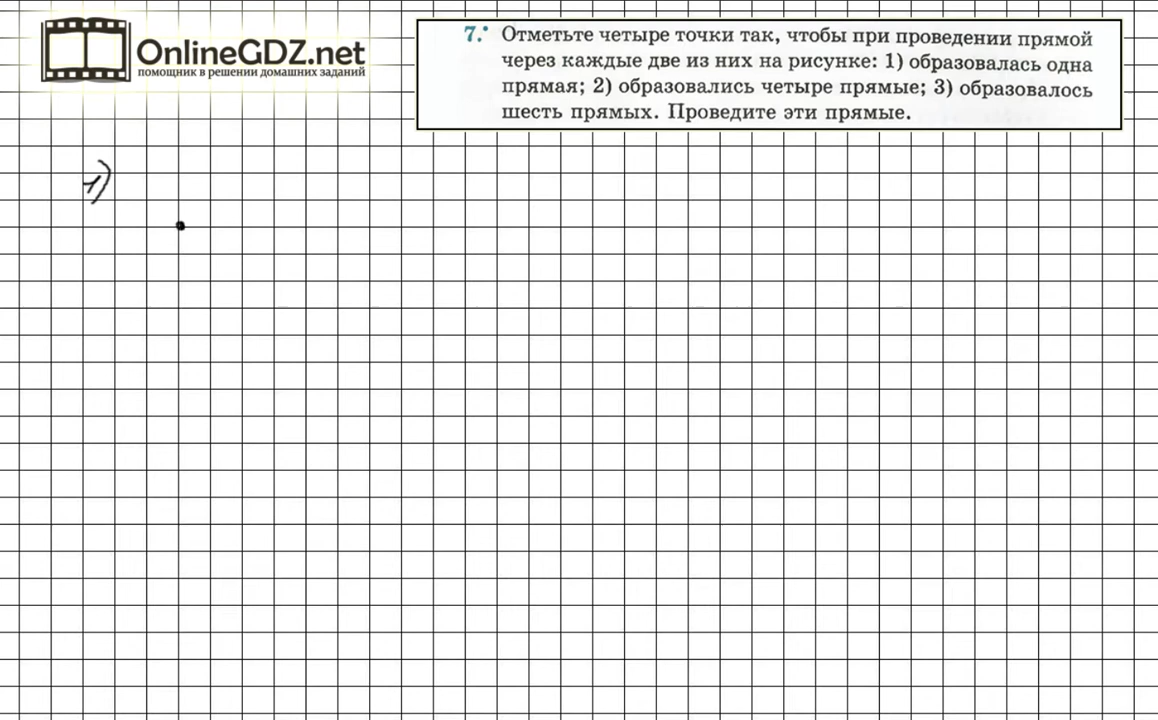 OnlineGDZ.net
помощник в решении домашних заданий
7.• Отметьте четыре точки так, чтобы при проведении прямой
через каждые две из них на рисунке: 1) образовалась одна
прямая; 2) образовались четыре прямые; 3) образовалось
шесть прямых. Проведите эти прямые.
1)